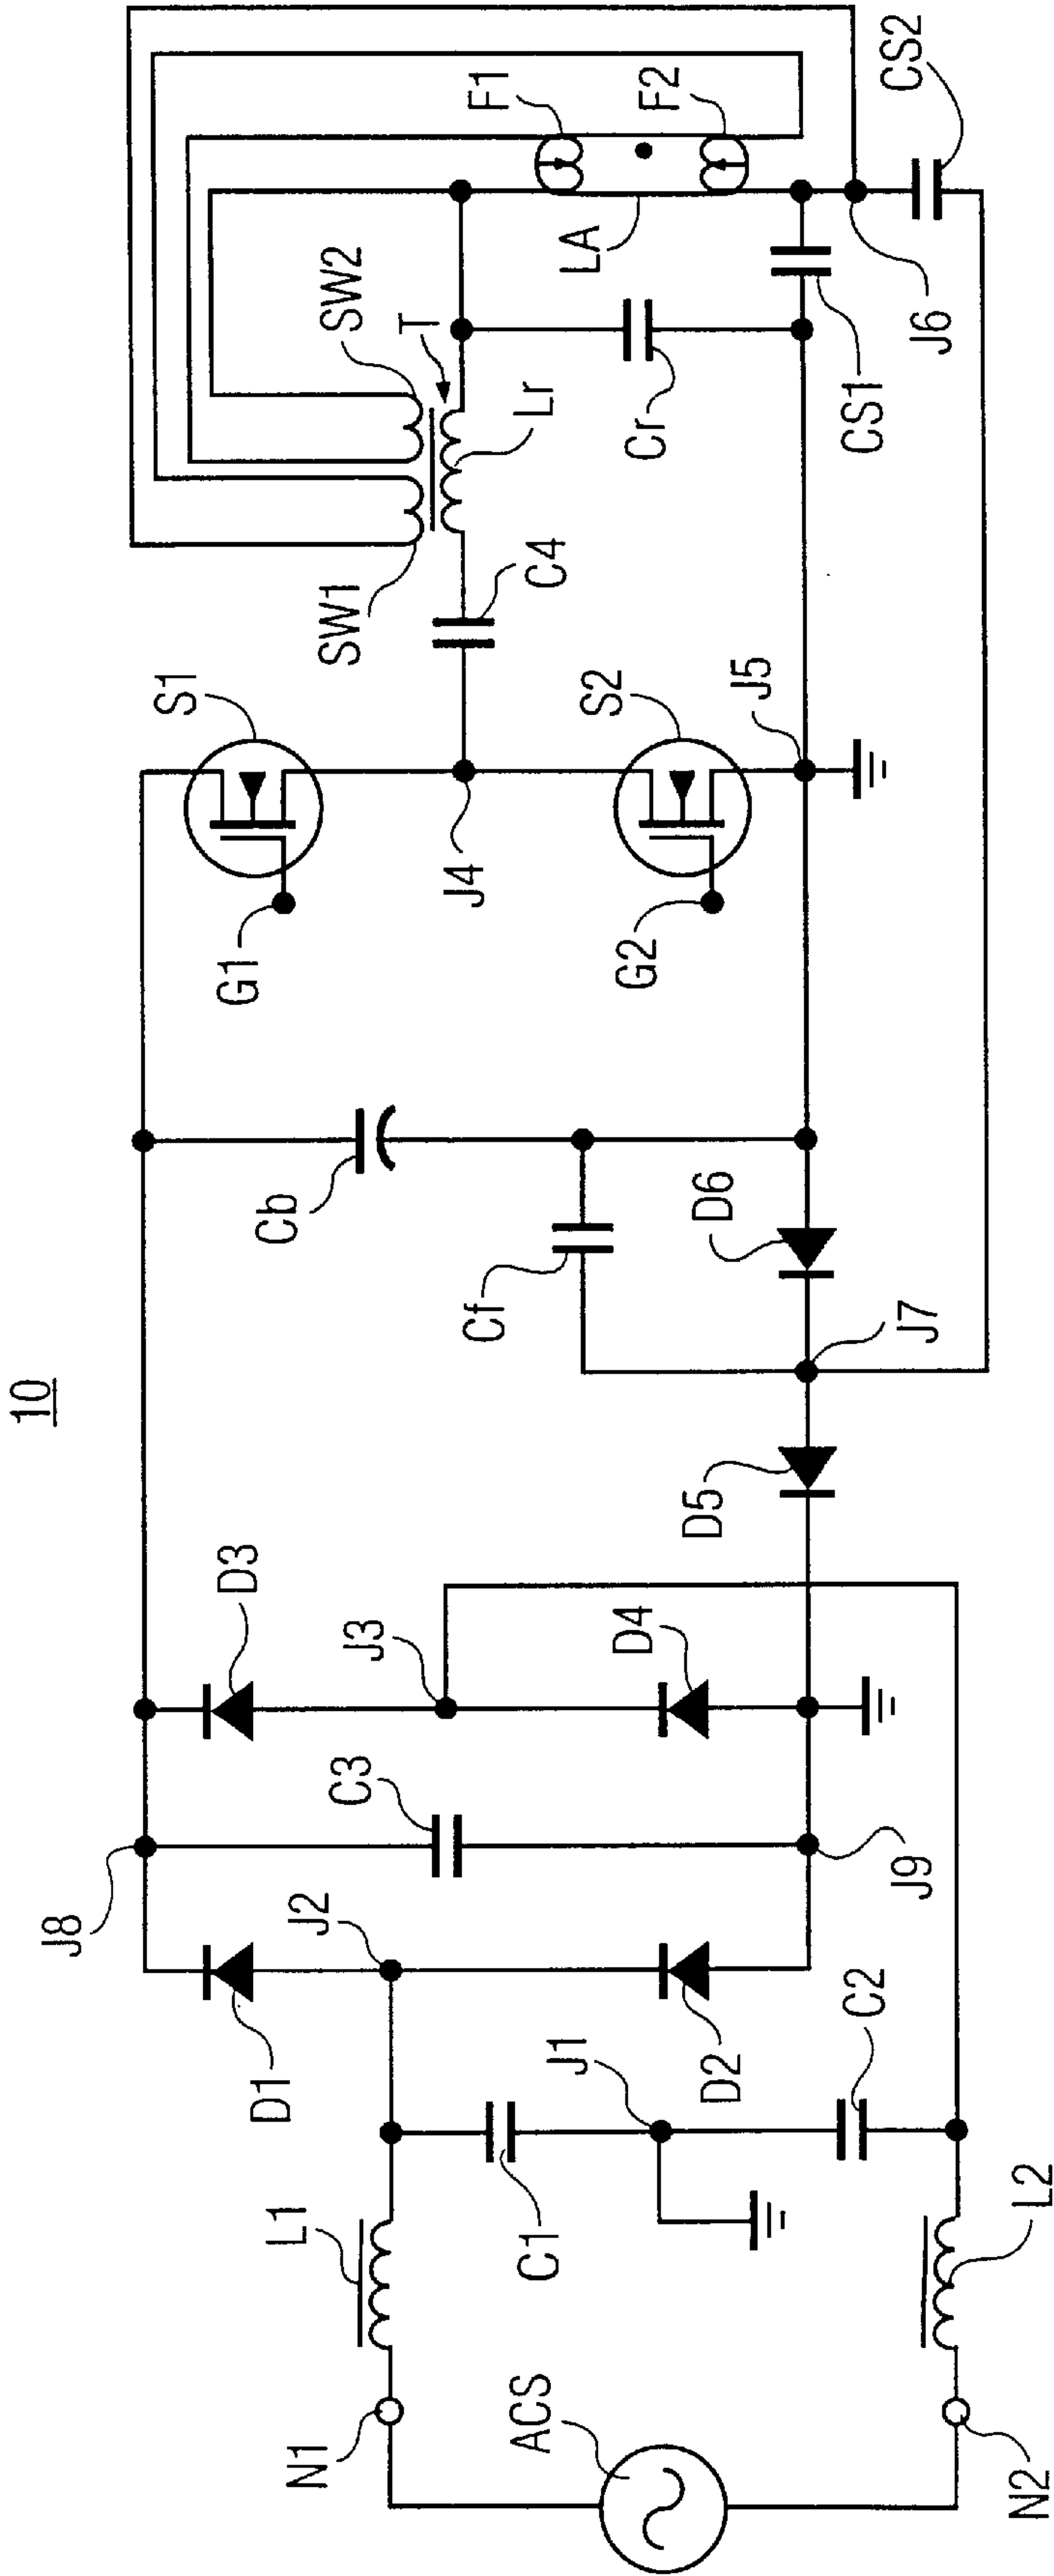 10
N1
ACS
N2
L1
L2
C1
J1
C2
J8
D1
J2
D2
C3
J9
D3
J3
D4
D5
J7
D6
Cb
Cf
G1
S1
J4
G2
S2
J5
SW1
C4
SW2
T
Lr
Cr
CS1
LA
F1
F2
J6
CS2